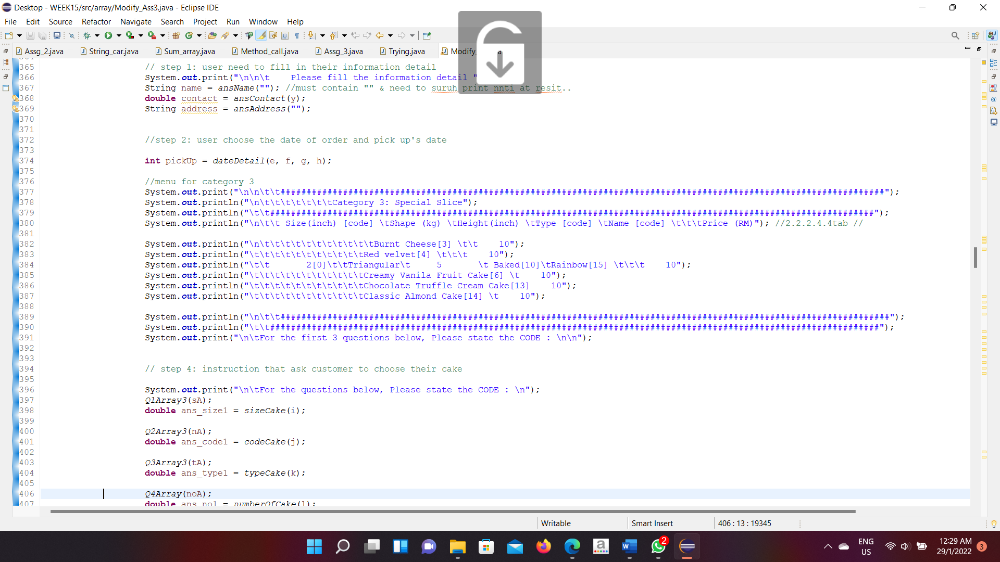 Desktop - WEEK15/src/array/Modify_Ass3.java - Eclipse IDE
File Edit Source Refactor Navigate Search Project Run Window Help
Assg_2.java String_car.java Sum_array.java Method_call.java Assg_3.java Trying.java Modify_ a
365 // step 1: user need to fill in their information detail
366 System.out.print("\n\n\t    Please fill the information detail "
367 String name = ansName(""); //must contain "" & need to suruh print nnti at resit..
368 double contact = ansContact(y);
369 String address = ansAddress("");
370
371
372 //step 2: user choose the date of order and pick up's date
373
374 int pickUp = dateDetail(e, f, g, h);
375
376 //menu for category 3
377 System.out.print("\n\n\t\t####################################################################################################################");
378 System.out.println("\n\t\t\t\t\t\t\tCategory 3: Special Slice");
379 System.out.println("\t\t####################################################################################################################");
380 System.out.println("\n\t\t Size(inch) [code] \tShape (kg) \tHeight(inch) \tType [code] \tName [code] \t\t\tPrice (RM)"); //2.2.2.4.4tab //
381
382 System.out.println("\n\t\t\t\t\t\t\t\t\t\t\tBurnt Cheese[3] \t\t    10");
383 System.out.println("\t\t\t\t\t\t\t\t\t\t\tRed velvet[4] \t\t\t    10");
384 System.out.println("\t\t       2[0]\t\tTriangular\t     5       \t Baked[10]\tRainbow[15] \t\t\t    10");
385 System.out.println("\t\t\t\t\t\t\t\t\t\t\tCreamy Vanila Fruit Cake[6] \t    10");
386 System.out.println("\t\t\t\t\t\t\t\t\t\t\tChocolate Truffle Cream Cake[13]    10");
387 System.out.println("\t\t\t\t\t\t\t\t\t\t\tClassic Almond Cake[14] \t    10");
388
389 System.out.println("\n\t\t#####################################################################################################################");
390 System.out.println("\t\t#####################################################################################################################");
391 System.out.print("\n\tFor the first 3 questions below, Please state the CODE : \n\n");
392
393
394 // step 4: instruction that ask customer to choose their cake
395
396 System.out.print("\n\tFor the questions below, Please state the CODE : \n");
397 Q1Array3(sA);
398 double ans_size1 = sizeCake(i);
399
400 Q2Array3(nA);
401 double ans_code1 = codeCake(j);
402
403 Q3Array3(tA);
404 double ans_type1 = typeCake(k);
405
406 Q4Array(noA);
407 double ans_no1 = numberOfCake(l);
Writable Smart Insert 406 : 13 : 19345
2
ENG
US
12:29 AM
29/1/2022
3